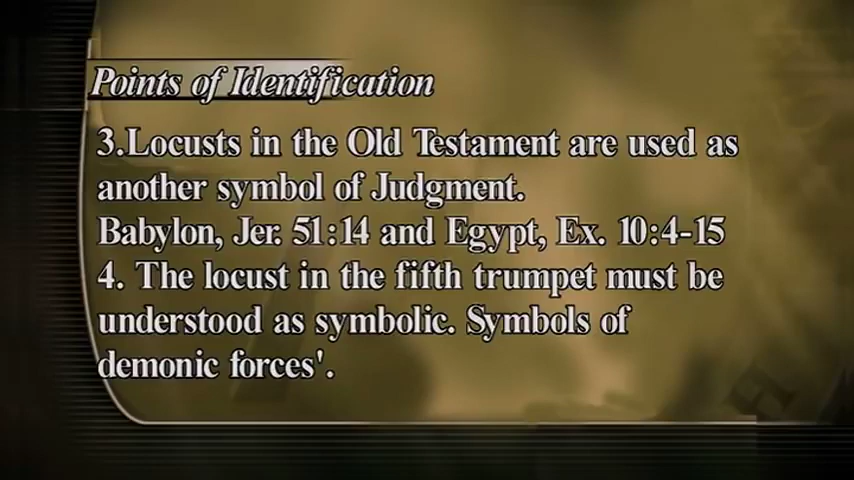 Points of Identification
3.Locusts in the Old Testament are used as
another symbol of Judgment.
Babylon, Jer. 51:14 and Egypt, Ex. 10:4-15
4. The locust in the fifth trumpet must be
understood as symbolic. Symbols of
demonic forces'.
H